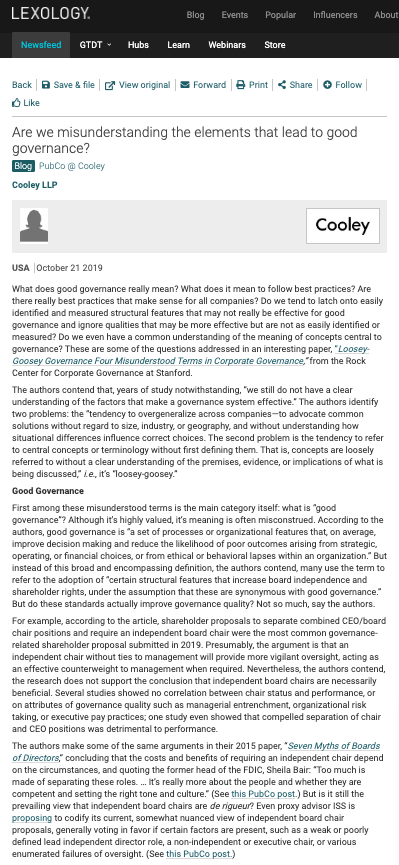 LEXOLOGY.
Blog Events Popular Influencers About
Newsfeed GTDT Hubs Learn Webinars Store
Back Save & file View original Forward Print Share Follow
Like
Are we misunderstanding the elements that lead to good
governance?
Blog PubCo @ Cooley
Cooley LLP
Cooley
USA October 21 2019
What does good governance really mean? What does it mean to follow best practices? Are
there really best practices that make sense for all companies? Do we tend to latch onto easily
identified and measured structural features that may not really be effective for good
governance and ignore qualities that may be more effective but are not as easily identified or
measured? Do we even have a common understanding of the meaning of concepts central to
governance? These are some of the questions addressed in an interesting paper, "Loosey-
Goosey Governance Four Misunderstood Terms in Corporate Governance," from the Rock
Center for Corporate Governance at Stanford.
The authors contend that, years of study notwithstanding, "we still do not have a clear
understanding of the factors that make a governance system effective." The authors identify
two problems: the "tendency to overgeneralize across companies—to advocate common
solutions without regard to size, industry, or geography, and without understanding how
situational differences influence correct choices. The second problem is the tendency to refer
to central concepts or terminology without first defining them. That is, concepts are loosely
referred to without a clear understanding of the premises, evidence, or implications of what is
being discussed," i.e., it's "loosey-goosey."
Good Governance
First among these misunderstood terms is the main category itself: what is "good
governance"? Although it's highly valued, it's meaning is often misconstrued. According to the
authors, good governance is "a set of processes or organizational features that, on average,
improve decision making and reduce the likelihood of poor outcomes arising from strategic,
operating, or financial choices, or from ethical or behavioral lapses within an organization." But
instead of this broad and encompassing definition, the authors contend, many use the term to
refer to the adoption of "certain structural features that increase board independence and
shareholder rights, under the assumption that these are synonymous with good governance."
But do these standards actually improve governance quality? Not so much, say the authors.
For example, according to the article, shareholder proposals to separate combined CEO/board
chair positions and require an independent board chair were the most common governance-
related shareholder proposal submitted in 2019. Presumably, the argument is that an
independent chair without ties to management will provide more vigilant oversight, acting as
an effective counterweight to management when required. Nevertheless, the authors contend,
the research does not support the conclusion that independent board chairs are necessarily
beneficial. Several studies showed no correlation between chair status and performance, or
on attributes of governance quality such as managerial entrenchment, organizational risk
taking, or executive pay practices; one study even showed that compelled separation of chair
and CEO positions was detrimental to performance.
The authors make some of the same arguments in their 2015 paper, "Seven Myths of Boards
of Directors," concluding that the costs and benefits of requiring an independent chair depend
on the circumstances, and quoting the former head of the FDIC, Sheila Bair: "Too much is
made of separating these roles. … It's really more about the people and whether they are
competent and setting the right tone and culture." (See this PubCo post.) But is it still the
prevailing view that independent board chairs are de rigueur? Even proxy advisor ISS is
proposing to codify its current, somewhat nuanced view of independent board chair
proposals, generally voting in favor if certain factors are present, such as a weak or poorly
defined lead independent director role, a non-independent or executive chair, or various
enumerated failures of oversight. (See this PubCo post.)